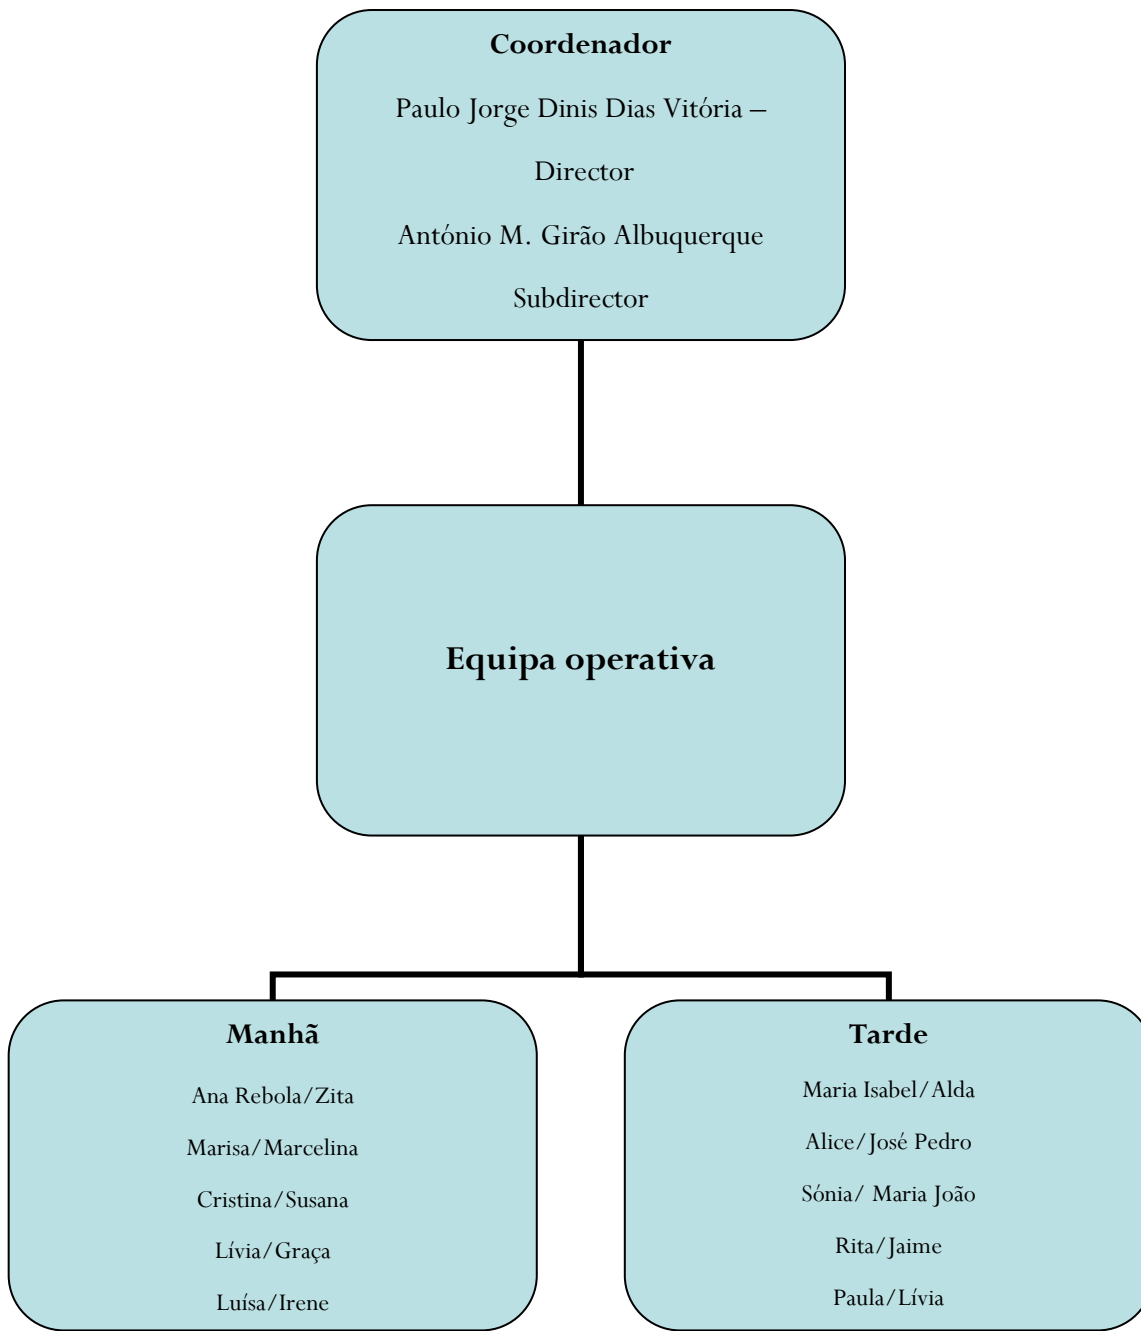 Coordenador
Paulo Jorge Dinis Dias Vitória –
Director
António M. Girão Albuquerque
Subdirector
Equipa operativa
Manhã
Ana Rebola/Zita
Marisa/Marcelina
Cristina/Susana
Lívia/Graça
Luísa/Irene
Tarde
Maria Isabel/Alda
Alice/José Pedro
Sónia/ Maria João
Rita/Jaime
Paula/Lívia